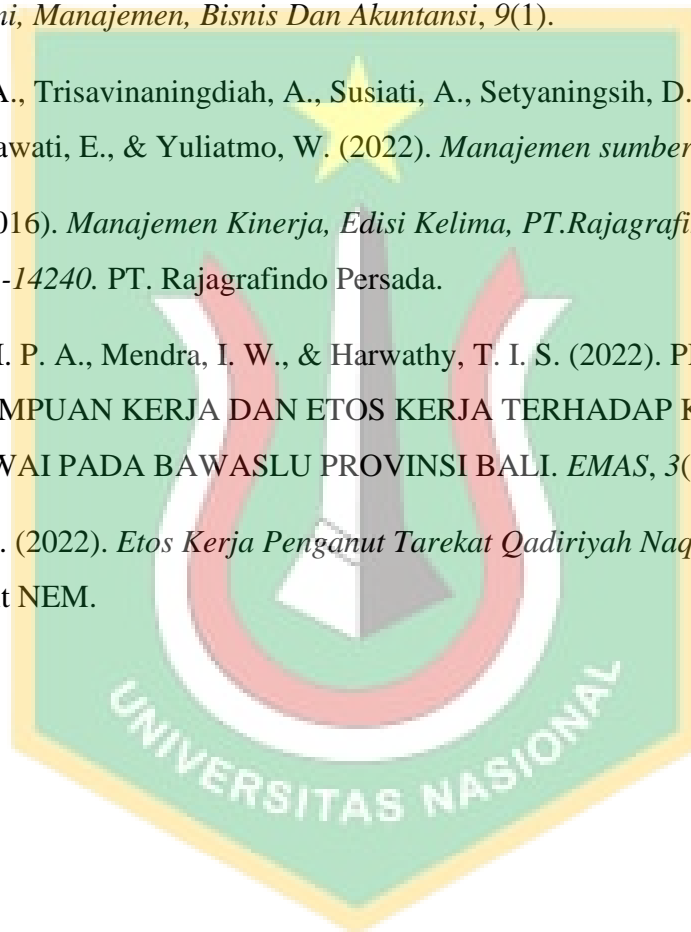 ni, Manajemen, Bisnis Dan Akuntansi, 9(1).
A., Trisavinaningdiah, A., Susiati, A., Setyaningsih, D.
awati, E., & Yuliatmo, W. (2022). Manajemen sumber
016). Manajemen Kinerja, Edisi Kelima, PT.Rajagrafi
-14240. PT. Rajagrafindo Persada.
I. P. A., Mendra, I. W., & Harwathy, T. I. S. (2022). P
MPUAN KERJA DAN ETOS KERJA TERHADAP K
WAI PADA BAWASLU PROVINSI BALI. EMAS, 3(
. (2022). Etos Kerja Penganut Tarekat Qadiriyah Naq
it NEM.
UNIVERSITAS NASIONAL